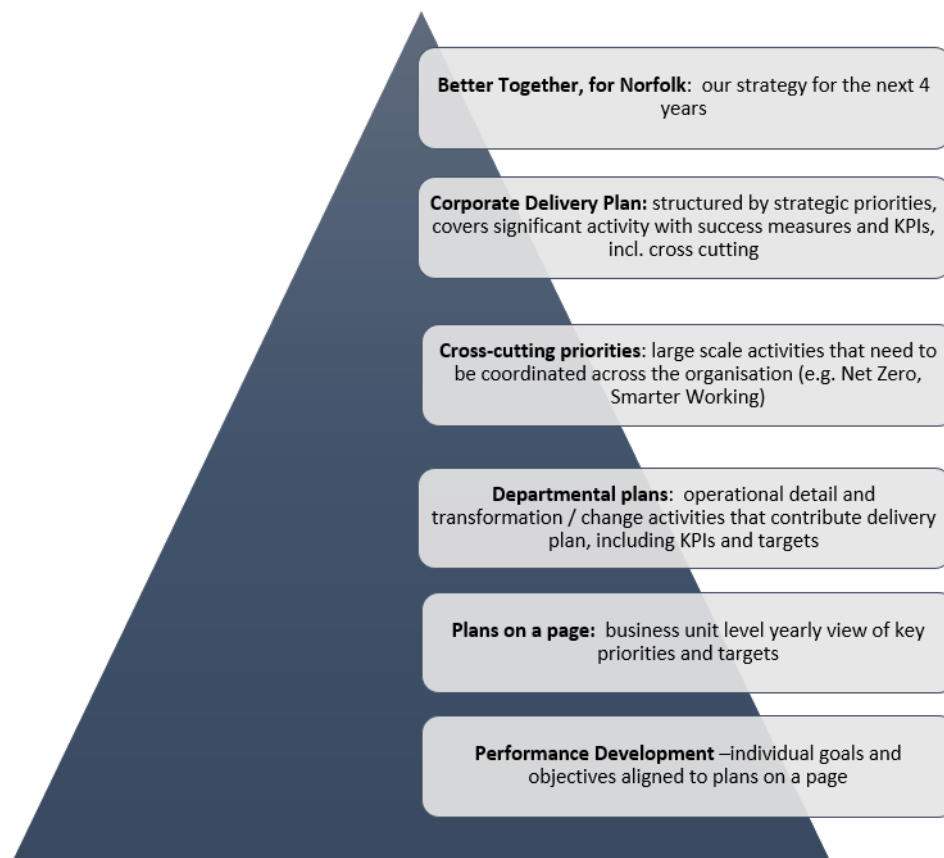 Better Together, for Norfolk: our strategy for the next 4
years
Corporate Delivery Plan: structured by strategic priorities,
covers significant activity with success measures and KPIs,
incl. cross cutting
Cross-cutting priorities: large scale activities that need to
be coordinated across the organisation (e.g. Net Zero,
Smarter Working)
Departmental plans: operational detail and
transformation / change activities that contribute delivery
plan, including KPIs and targets
Plans on a page: business unit level yearly view of key
priorities and targets
Performance Development –individual goals and
objectives aligned to plans on a page